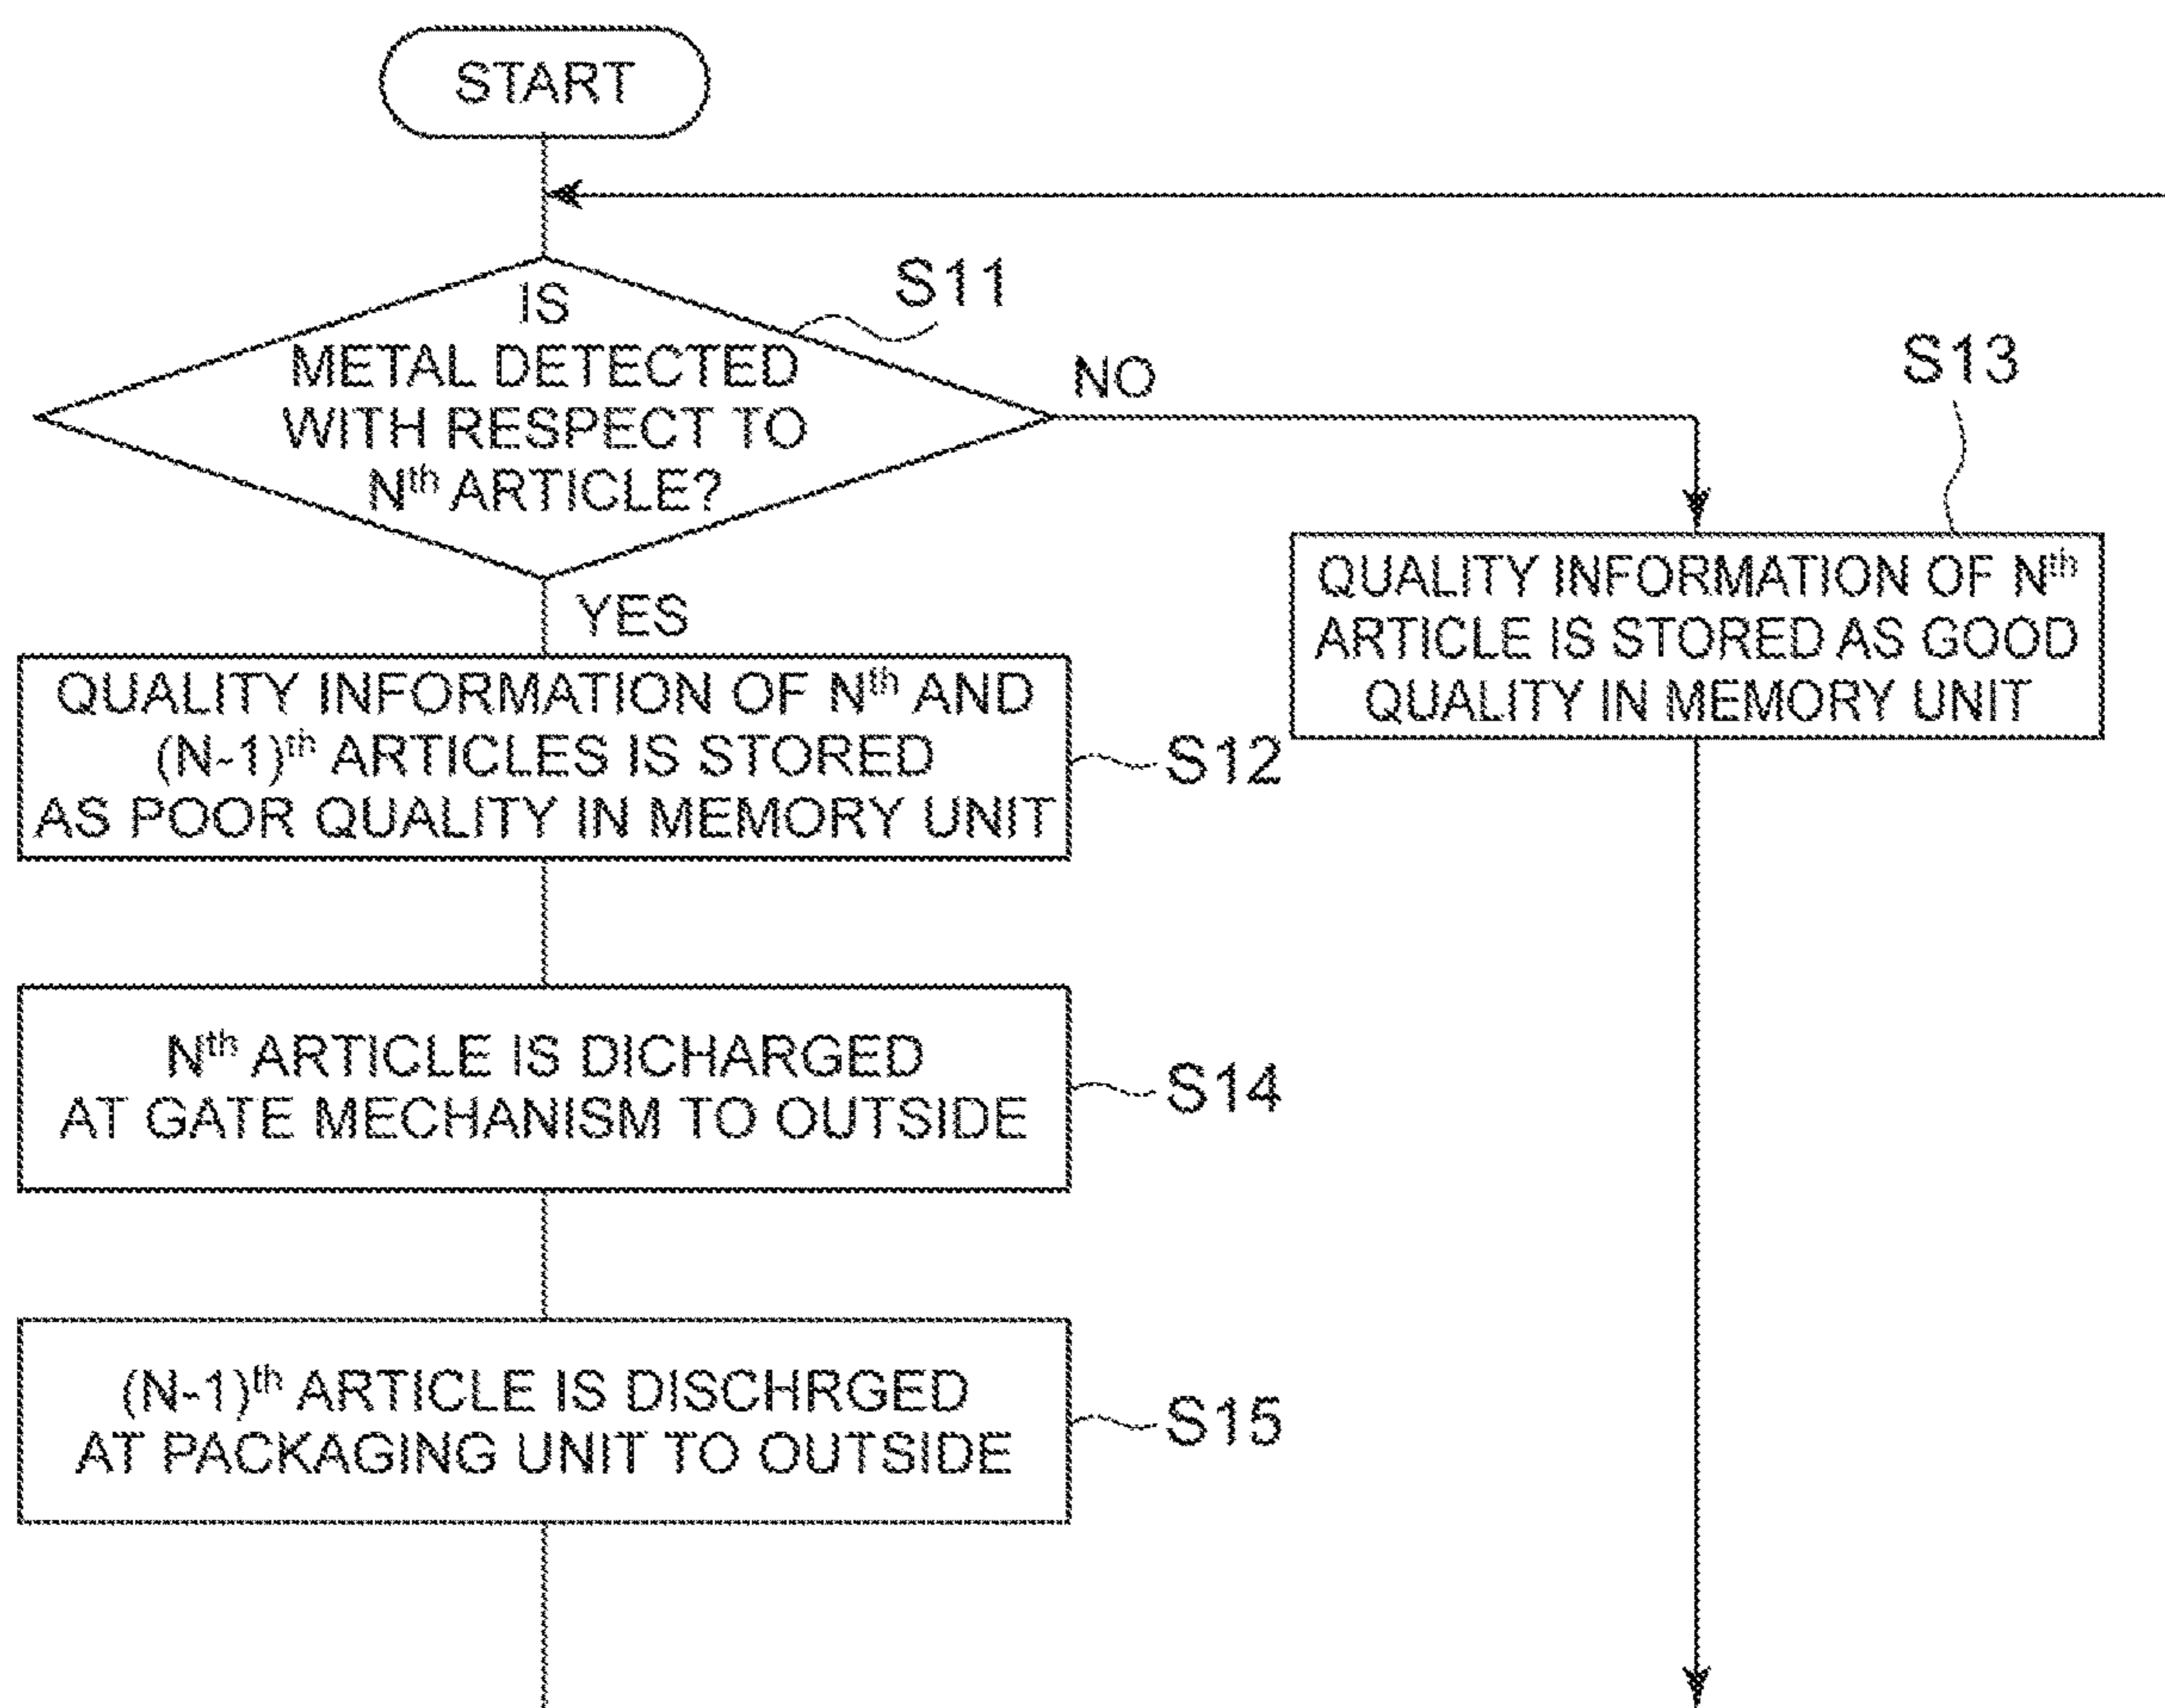 START
S11
IS
METAL DETECTED
WITH RESPECT TO
Nth ARTICLE?
NO
YES
S13
QUALITY INFORMATION OF Nth
ARTICLE IS STORED AS GOOD
QUALITY IN MEMORY UNIT
QUALITY INFORMATION OF Nth AND
(N-1)th ARTICLES IS STORED
AS POOR QUALITY IN MEMORY UNIT
S12
Nth ARTICLE IS DICHARGED
AT GATE MECHANISM TO OUTSIDE
S14
(N-1)th ARTICLE IS DISCHRGED
AT PACKAGING UNIT TO OUTSIDE
S15